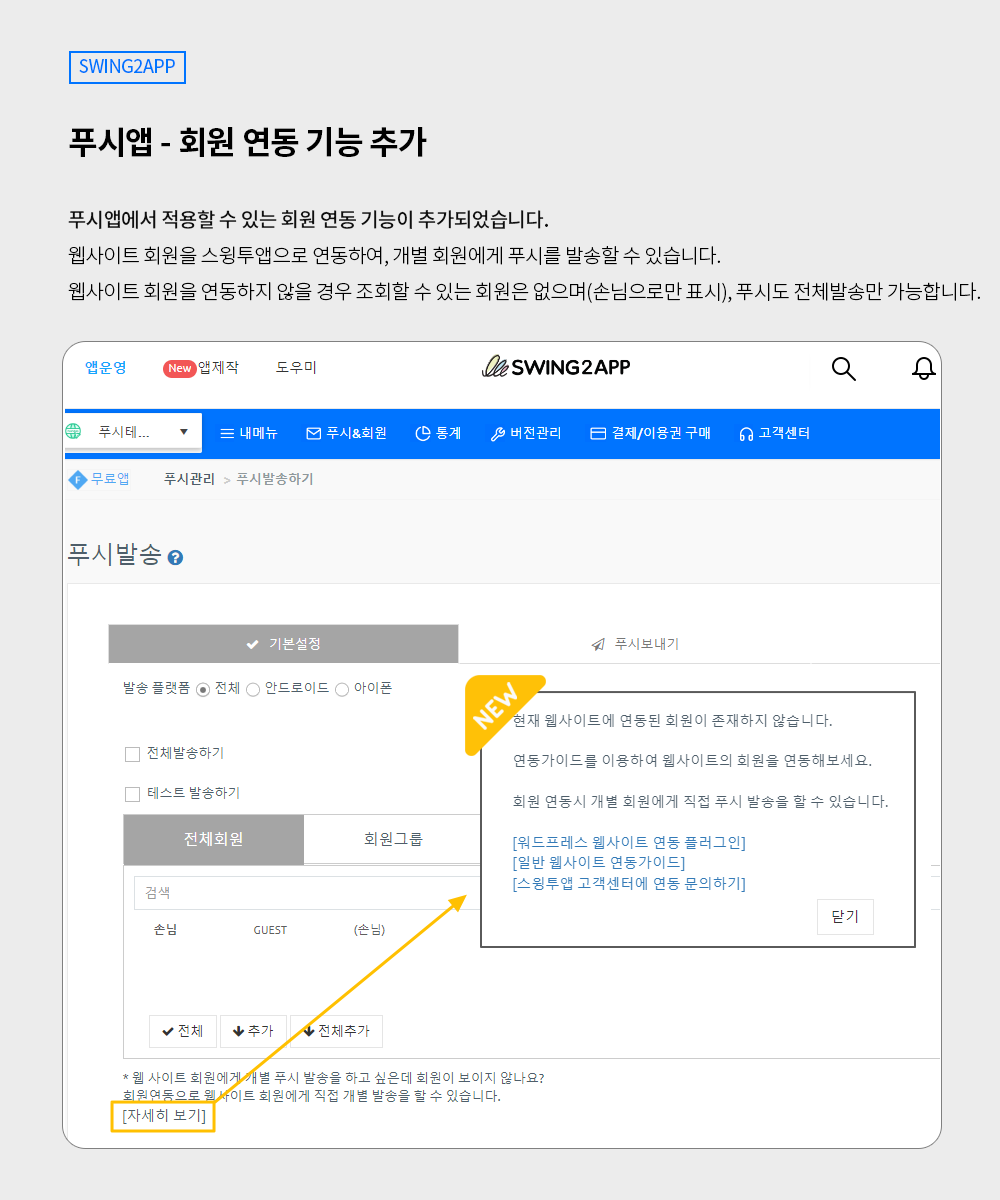 SWING2APP
푸시앱 - 회원 연동 기능 추가
푸시앱에서 적용할 수 있는 회원 연동 기능이 추가되었습니다.
웹사이트 회원을 스윙투앱으로 연동하여, 개별 회원에게 푸시를 발송할 수 있습니다.
웹사이트 회원을 연동하지 않을 경우 조회할 수 있는 회원은 없으며(손님으로만 표시), 푸시도 전체발송만 가능합니다.
앱운영 New 앱제작 도우미 SWING2APP
푸시테... ▼ 내메뉴 푸시&회원 통계 버전관리 결제/이용권 구매 고객센터
F 무료앱 푸시관리 > 푸시발송하기
푸시발송 ?
기본설정 푸시보내기
발송 플랫폼 전체 안드로이드 아이폰
전체발송하기
테스트 발송하기
전체회원 회원그룹
검색
손님 GUEST (손님)
전체 추가 전체추가
* 웹 사이트 회원에게 개별 푸시 발송을 하고 싶은데 회원이 보이지 않나요?
회원연동으로 웹사이트 회원에게 직접 개별 발송을 할 수 있습니다.
[자세히 보기]
NEW
현재 웹사이트에 연동된 회원이 존재하지 않습니다.
연동가이드를 이용하여 웹사이트의 회원을 연동해보세요.
회원 연동시 개별 회원에게 직접 푸시 발송을 할 수 있습니다.
[워드프레스 웹사이트 연동 플러그인]
[일반 웹사이트 연동가이드]
[스윙투앱 고객센터에 연동 문의하기]
닫기